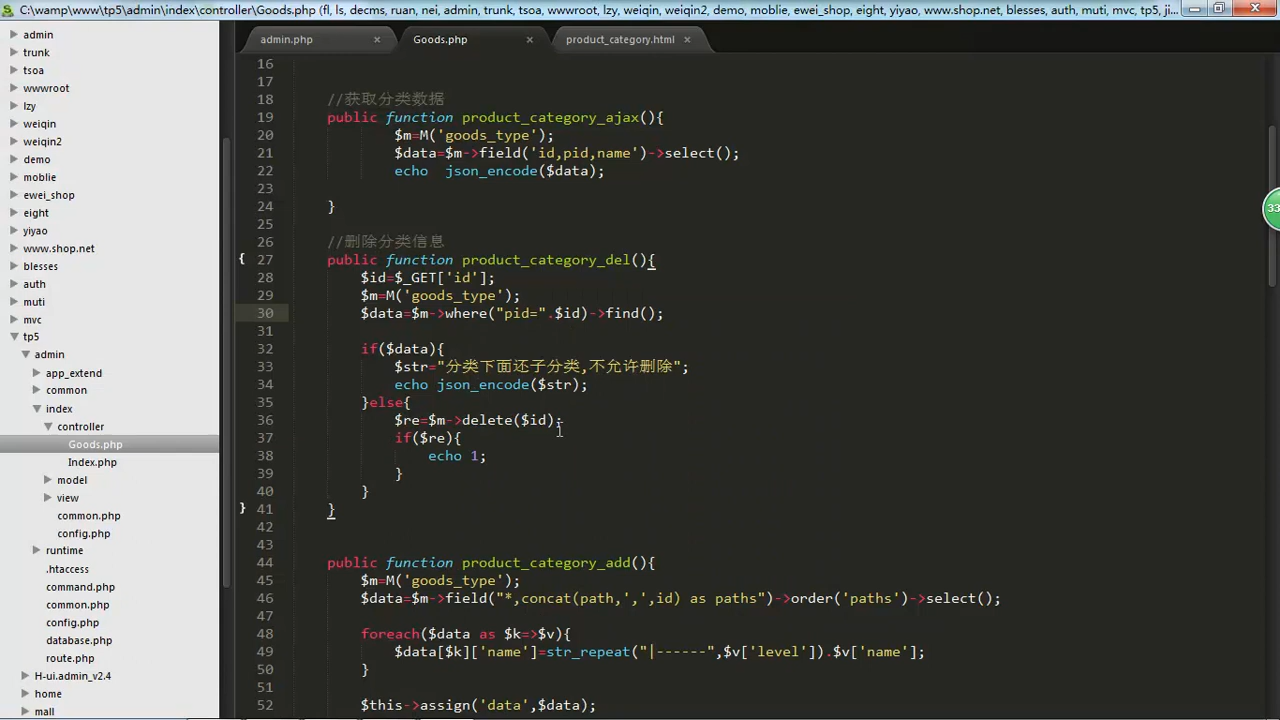 C:\wamp\www\tp5\admin\index\controller\Goods.php (fl, ls, decms, ruan, nei, admin, trunk, tsoa, wwwroot, lzy, weiqin, weiqin2, demo, moblie, ewei_shop, eight, yiyao, www.shop.net, blesses, auth, muti, mvc, tp5, ji...
admin
trunk
tsoa
wwwroot
lzy
weiqin
weiqin2
demo
moblie
ewei_shop
eight
yiyao
www.shop.net
blesses
auth
muti
mvc
tp5
admin
app_extend
common
index
controller
Goods.php
Index.php
model
view
common.php
config.php
runtime
.htaccess
command.php
common.php
config.php
database.php
route.php
H-ui.admin_v2.4
home
mall
admin.php × Goods.php × product_category.html ×
16
17
18 //获取分类数据
19 public function product_category_ajax(){
20 $m=M('goods_type');
21 $data=$m->field('id,pid,name')->select();
22 echo  json_encode($data);
23
24 }
25
26 //删除分类信息
{ 27 public function product_category_del(){
28 $id=$_GET['id'];
29 $m=M('goods_type');
30 $data=$m->where("pid=".$id)->find();
31
32 if($data){
33 $str="分类下面还子分类,不允许删除";
34 echo json_encode($str);
35 }else{
36 $re=$m->delete($id);
37 if($re){
38 echo 1;
39 }
40 }
} 41 }
42
43
44 public function product_category_add(){
45 $m=M('goods_type');
46 $data=$m->field("*,concat(path,',',id) as paths")->order('paths')->select();
47
48 foreach($data as $k=>$v){
49 $data[$k]['name']=str_repeat("|------",$v['level']).$v['name'];
50 }
51
52 $this->assign('data',$data);
33